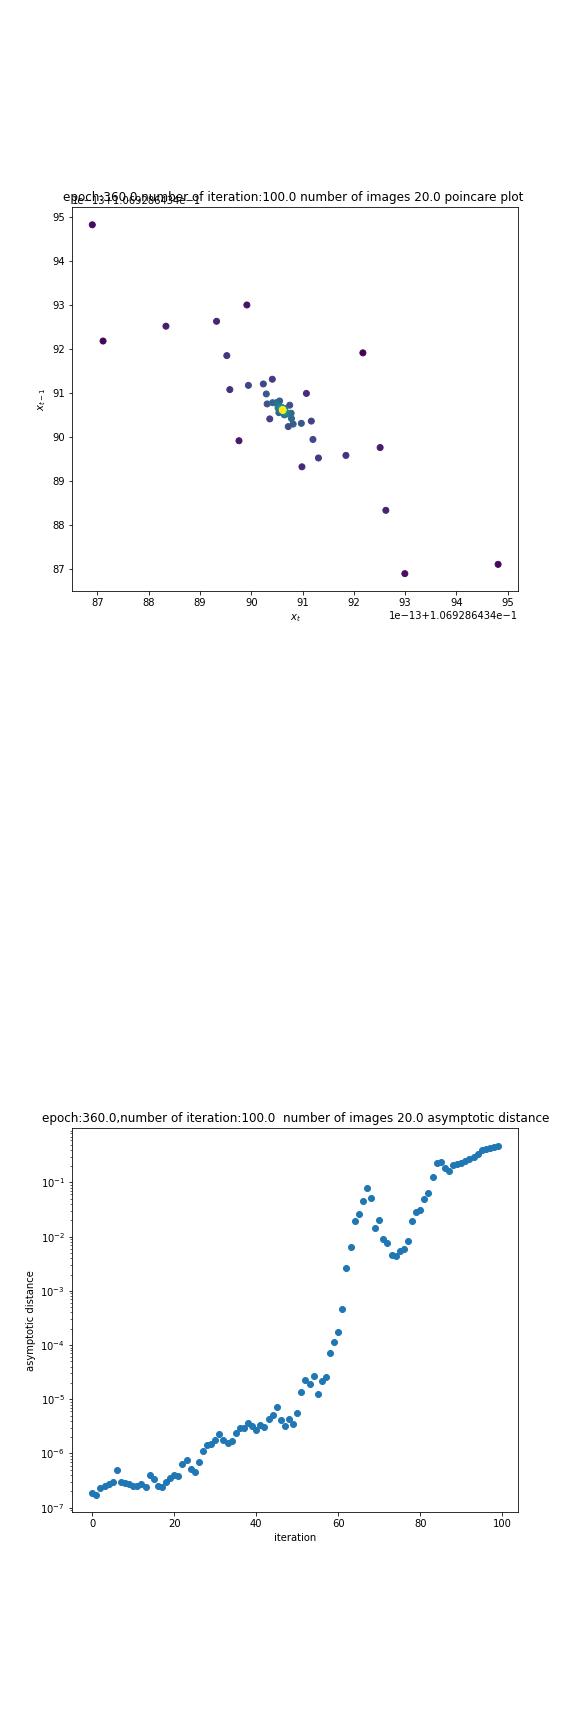 epoch:360.0,number of iteration:100.0 number of images 20.0 poincare plot
1e−13+1.069286434e−1
95
94
93
92
91
90
89
88
87
x_{t−1}
87 88 89 90 91 92 93 94 95
x_t
1e−13+1.069286434e−1
epoch:360.0,number of iteration:100.0  number of images 20.0 asymptotic distance
10^{−1}
10^{−2}
10^{−3}
10^{−4}
10^{−5}
10^{−6}
10^{−7}
asymptotic distance
0 20 40 60 80 100
iteration